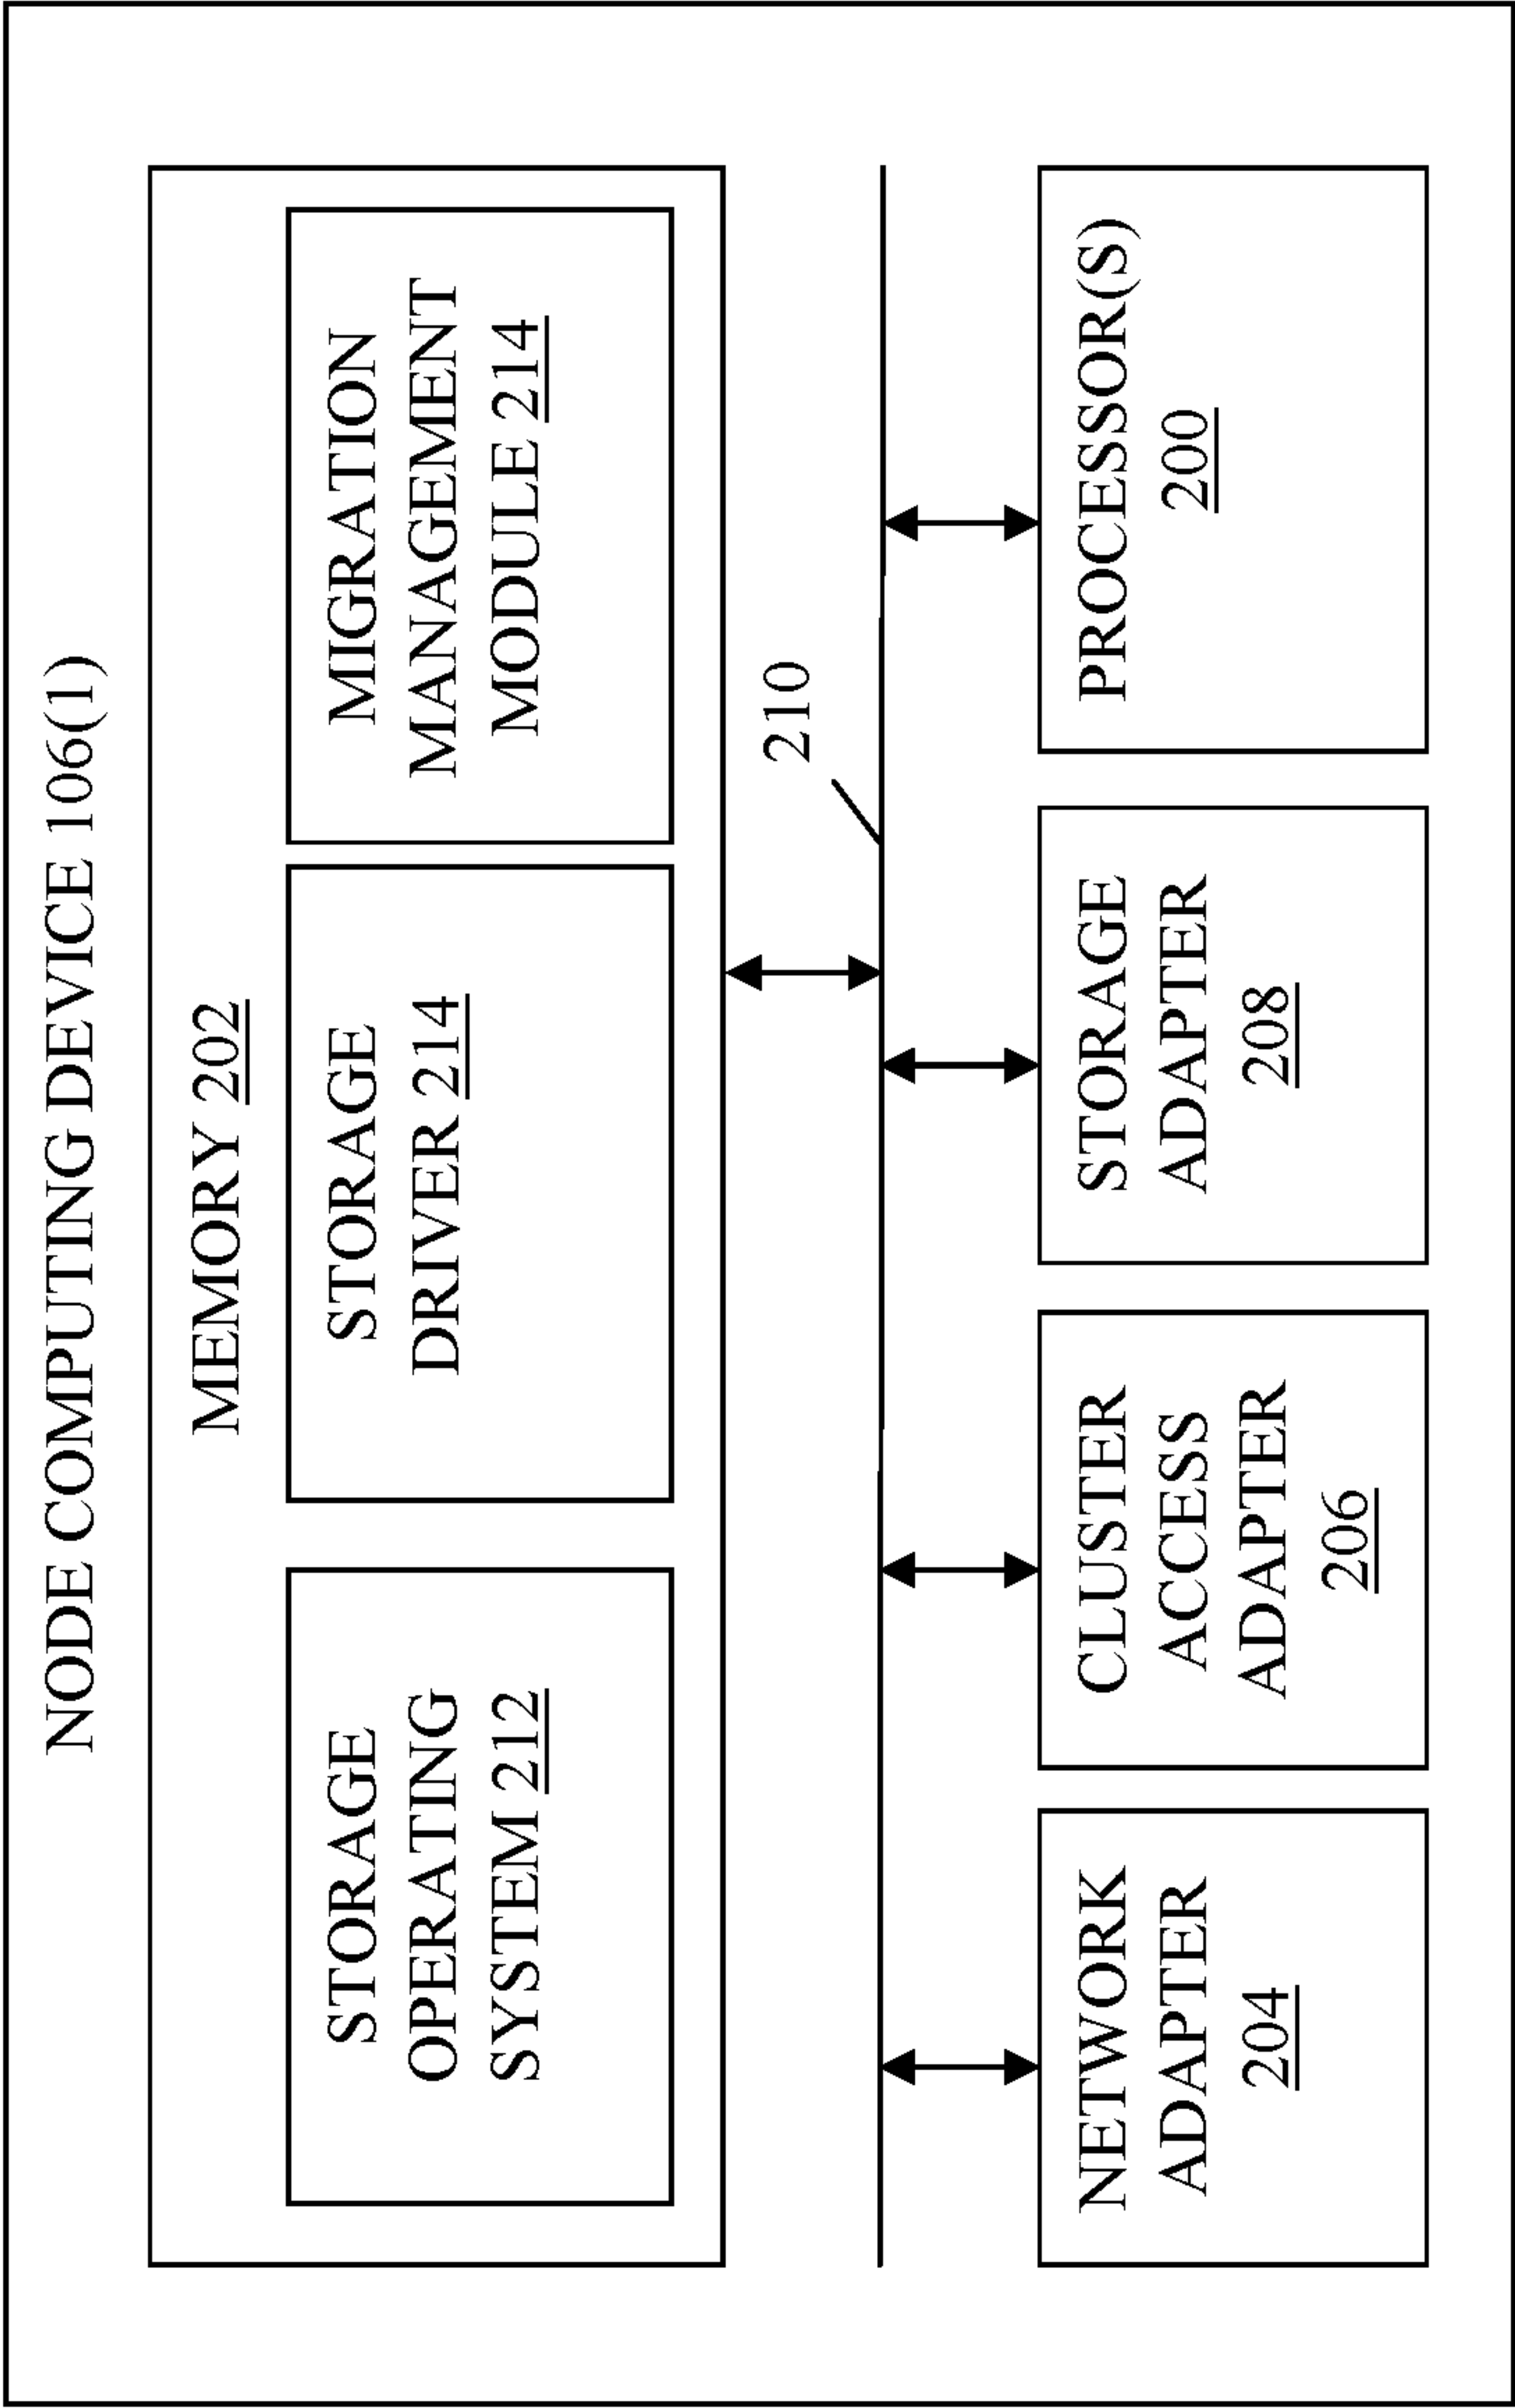 NODE COMPUTING DEVICE 106(1)
MEMORY 202
STORAGE
OPERATING
SYSTEM 212
STORAGE
DRIVER 214
MIGRATION
MANAGEMENT
MODULE 214
210
NETWORK
ADAPTER
204
CLUSTER
ACCESS
ADAPTER
206
STORAGE
ADAPTER
208
PROCESSOR(S)
200